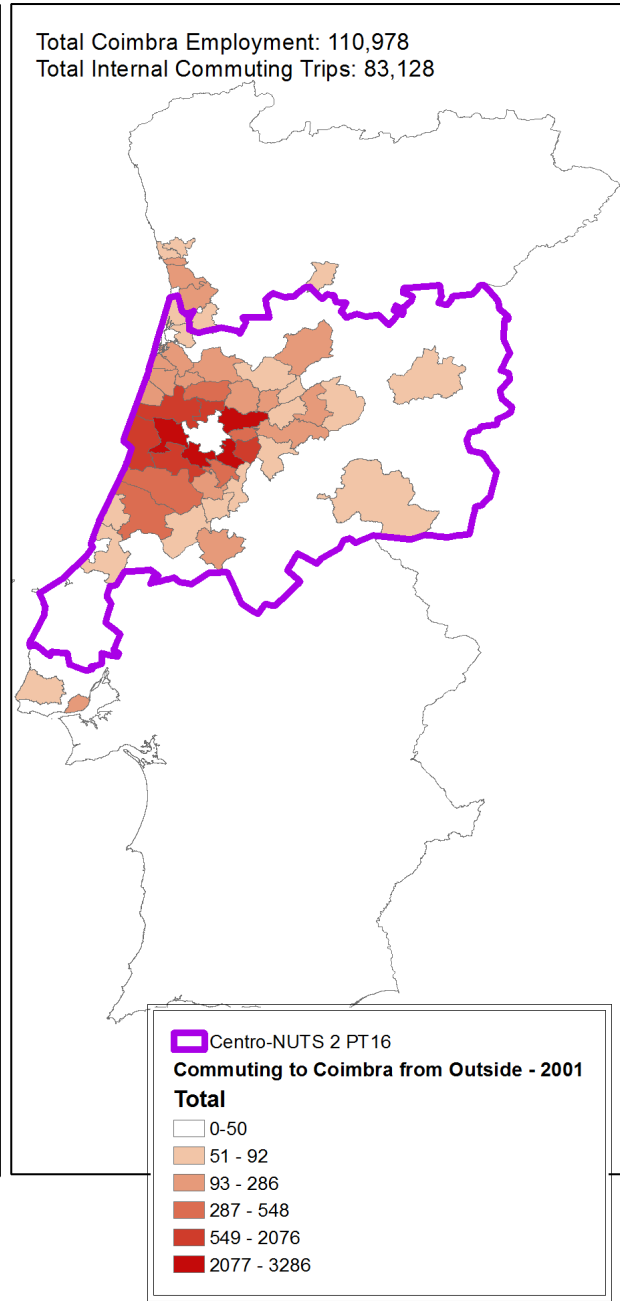 Total Coimbra Employment: 110,978
Total Internal Commuting Trips: 83,128
Centro-NUTS 2 PT16
Commuting to Coimbra from Outside - 2001
Total
0-50
51 - 92
93 - 286
287 - 548
549 - 2076
2077 - 3286